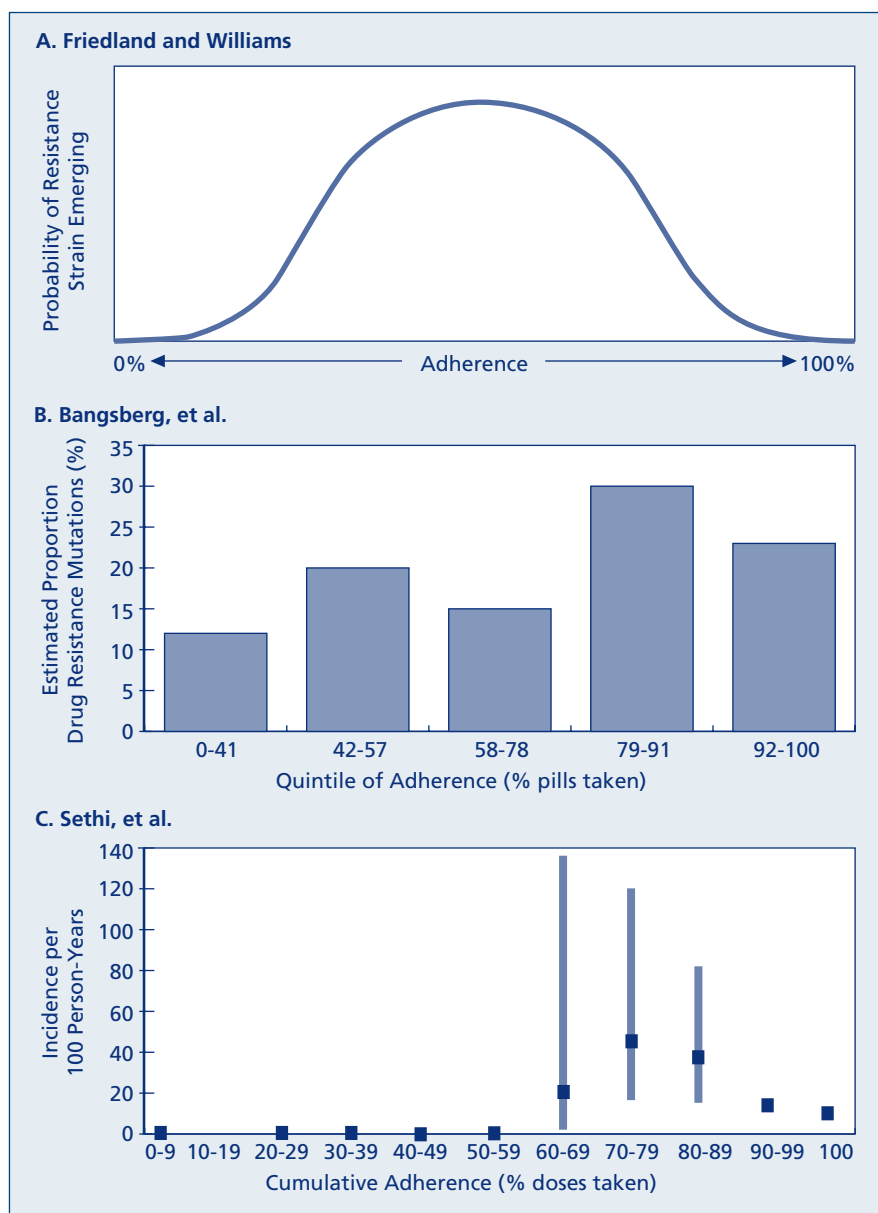 A. Friedland and Williams
Probability of Resistance
Strain Emerging
0% Adherence 100%
B. Bangsberg, et al.
Estimated Proportion
Drug Resistance Mutations (%)
35
30
25
20
15
10
5
0
0-41 42-57 58-78 79-91 92-100
Quintile of Adherence (% pills taken)
C. Sethi, et al.
Incidence per
100 Person-Years
140
120
100
80
60
40
20
0
0-9 10-19 20-29 30-39 40-49 50-59 60-69 70-79 80-89 90-99 100
Cumulative Adherence (% doses taken)